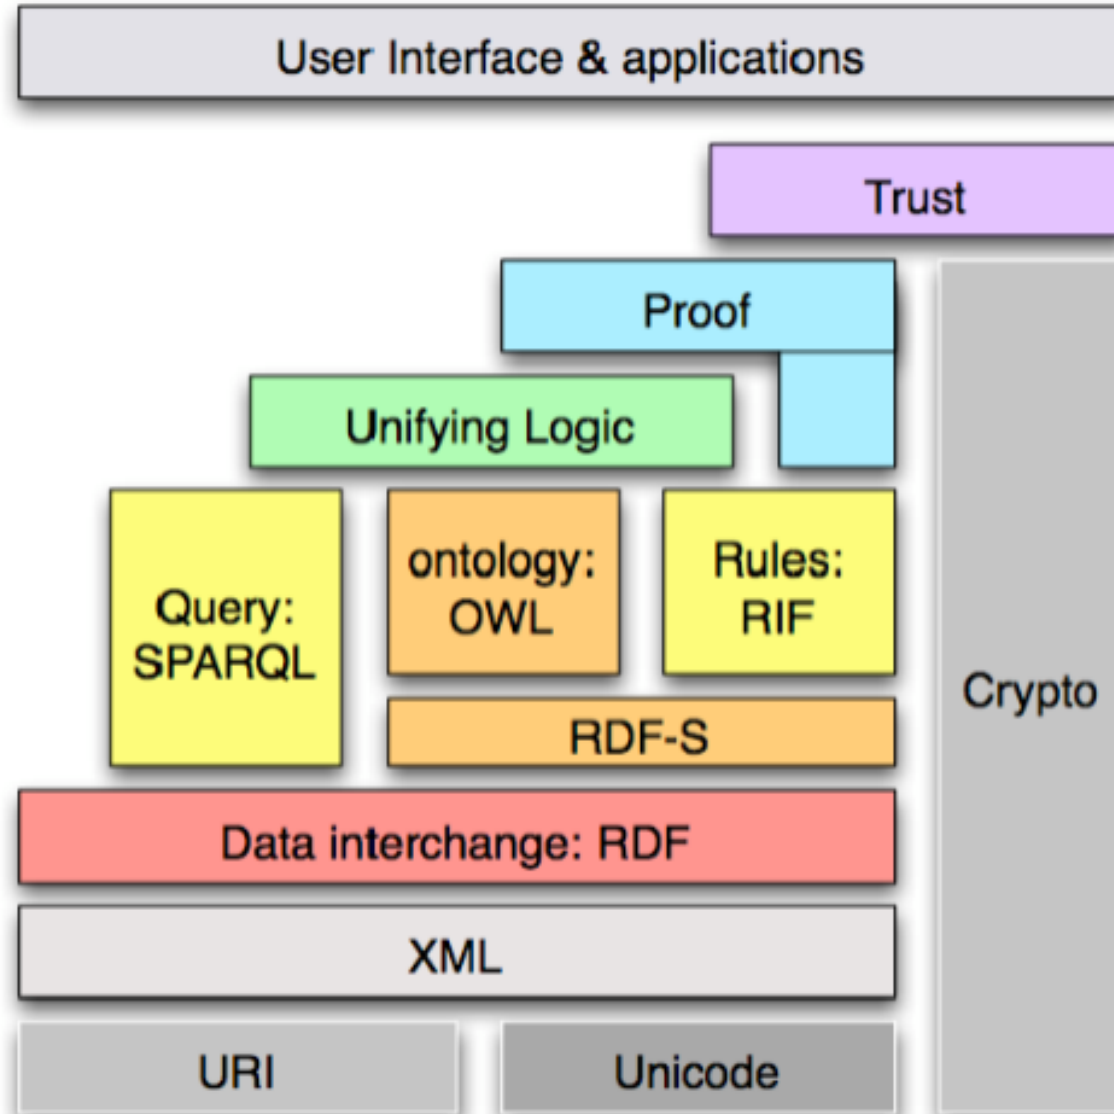 User Interface & applications
Trust
Proof
Unifying Logic
Query:
SPARQL
ontology:
OWL
Rules:
RIF
Crypto
RDF-S
Data interchange: RDF
XML
URI
Unicode